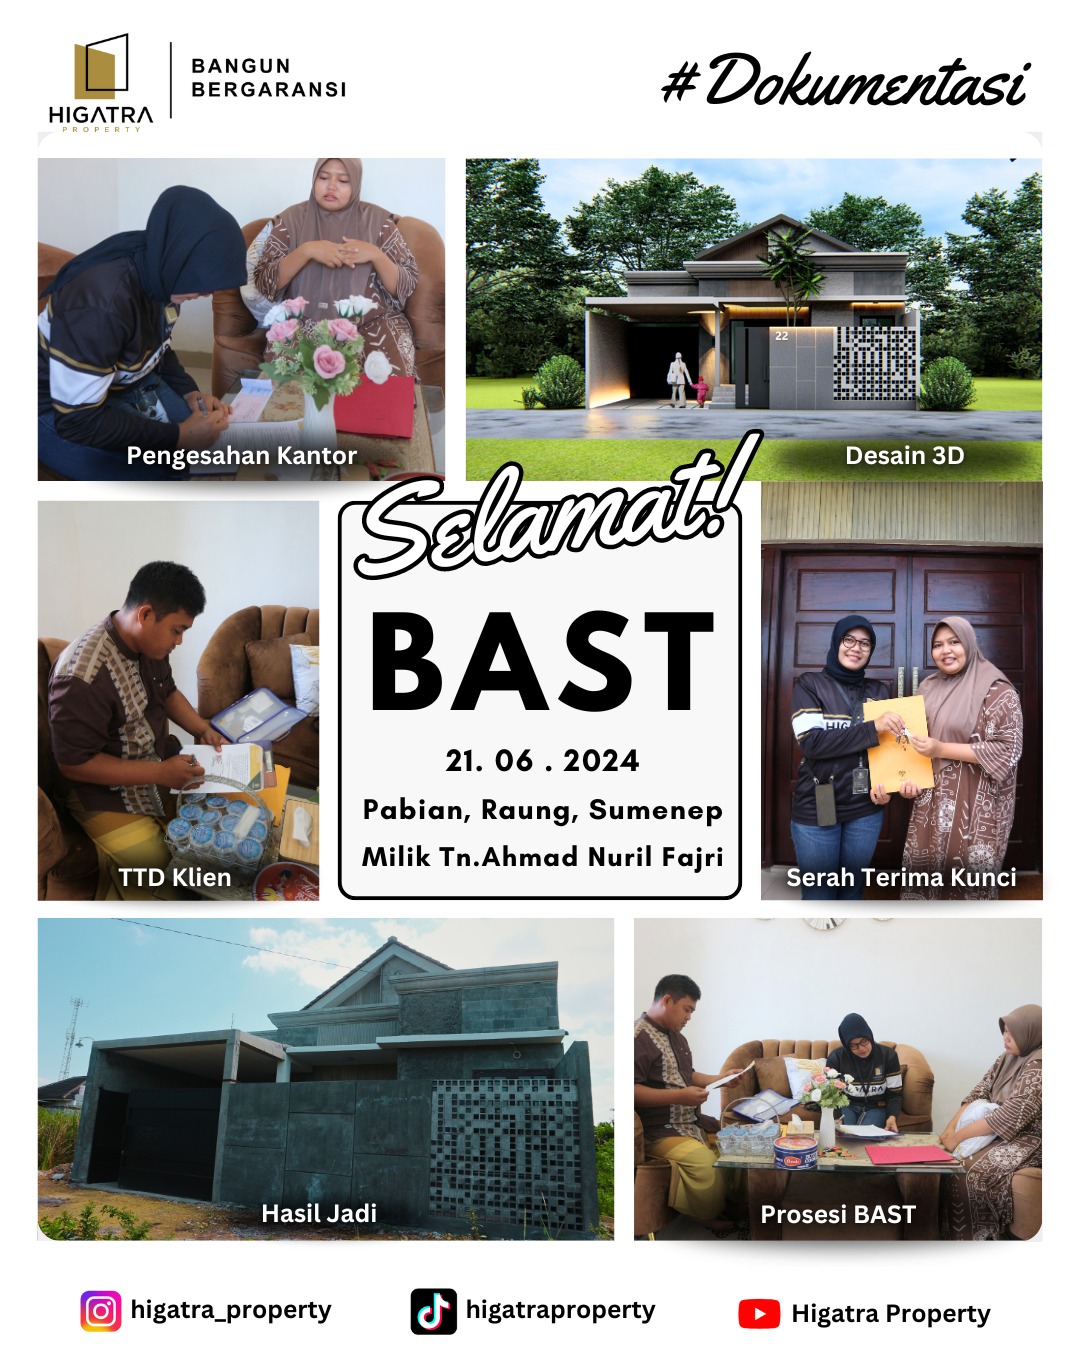 HIGATRA
PROPERTY
BANGUN
BERGARANSI
#Dokumentasi
Pengesahan Kantor
22
Desain 3D
Selamat!
BAST
21. 06 . 2024
Pabian, Raung, Sumenep
Milik Tn.Ahmad Nuril Fajri
TTD Klien
Serah Terima Kunci
Hasil Jadi
Prosesi BAST
higatra_property
higatraproperty
Higatra Property